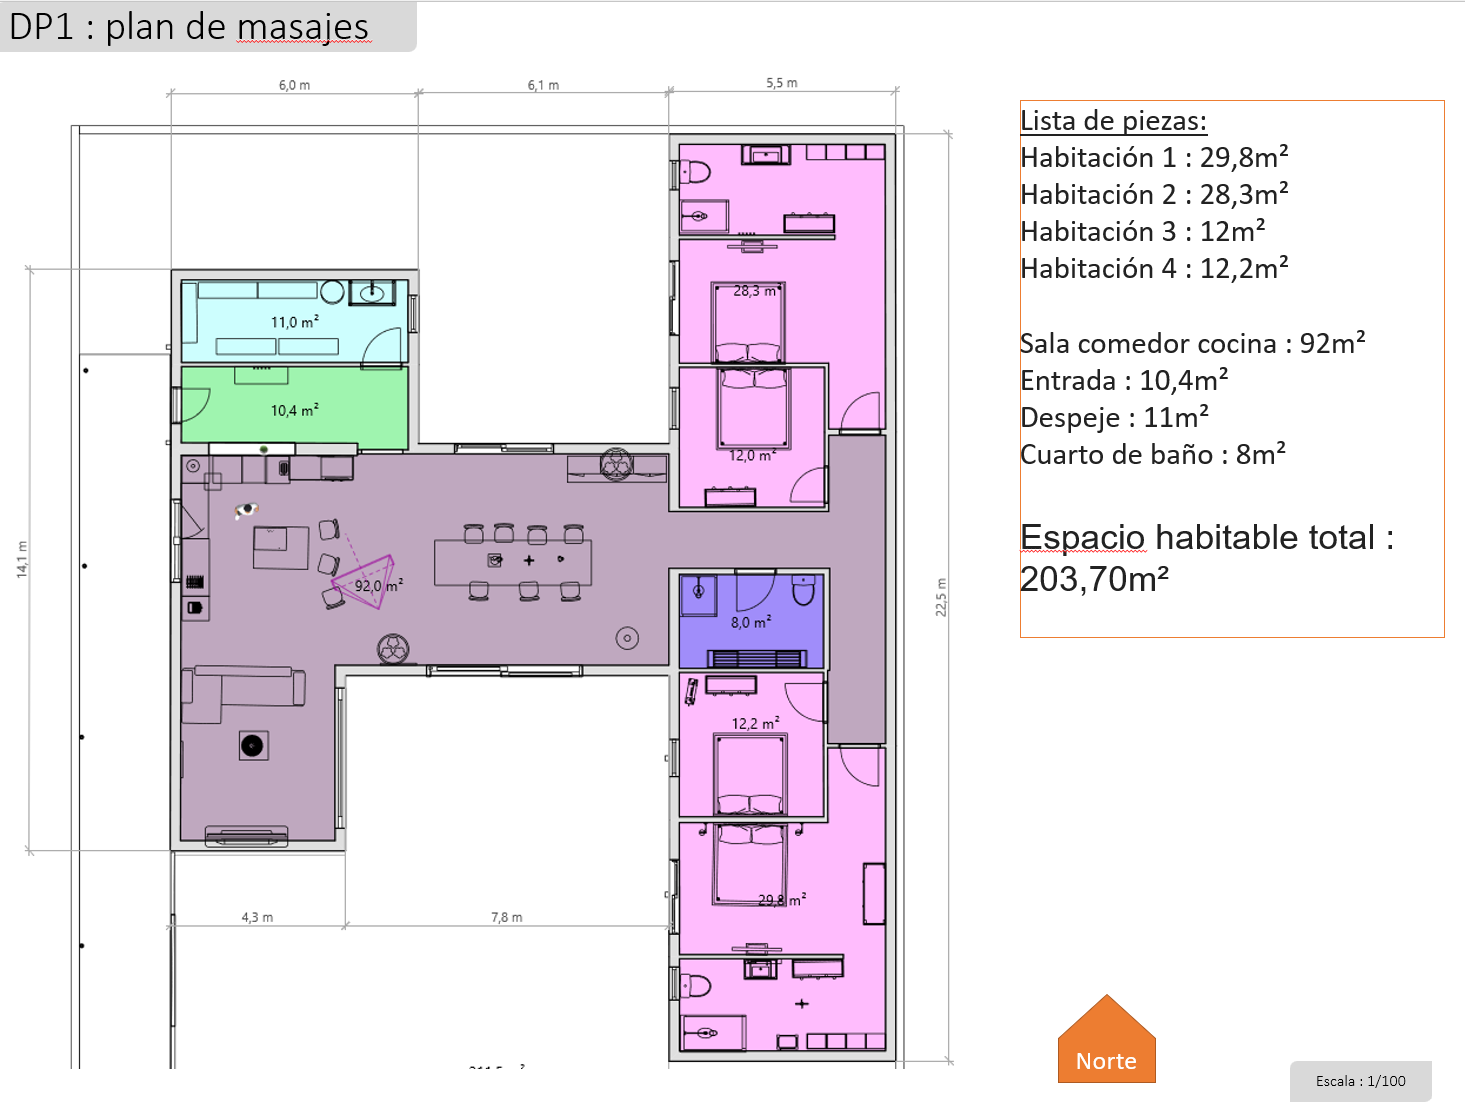 DP1 : plan de masajes
6,0 m
6,1 m
5,5 m
Lista de piezas:
Habitación 1 : 29,8m²
Habitación 2 : 28,3m²
Habitación 3 : 12m²
Habitación 4 : 12,2m²
Sala comedor cocina : 92m²
Entrada : 10,4m²
Despeje : 11m²
Cuarto de baño : 8m²
Espacio habitable total :
203,70m²
28,3 m²
11,0 m²
10,4 m²
12,0 m²
14,1 m
92,0 m²
22,5 m
8,0 m²
12,2 m²
29,8 m²
4,3 m
7,8 m
Norte
Escala : 1/100